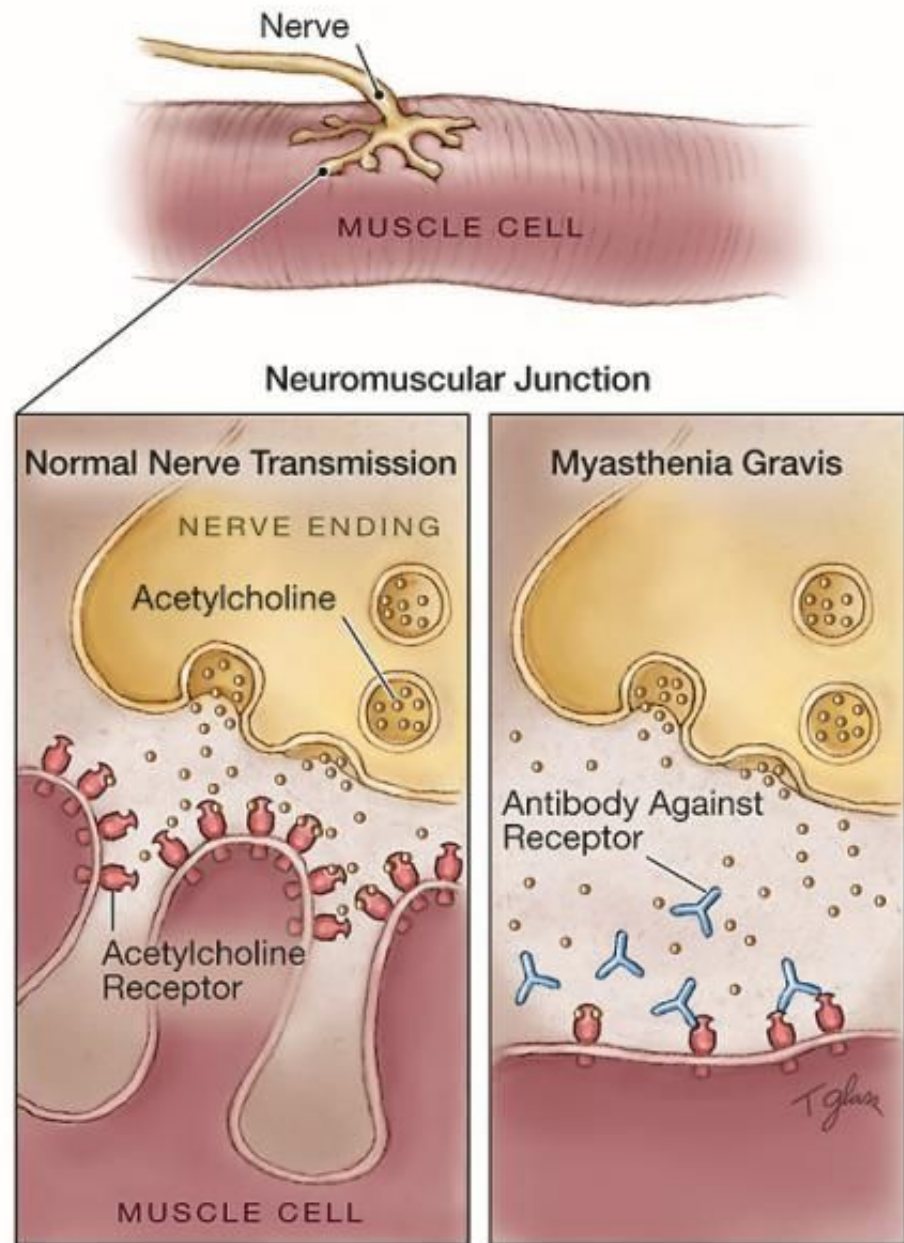 Nerve
MUSCLE CELL
Neuromuscular Junction
Normal Nerve Transmission
NERVE ENDING
Acetylcholine
Acetylcholine
Receptor
MUSCLE CELL
Myasthenia Gravis
Antibody Against
Receptor
T glass